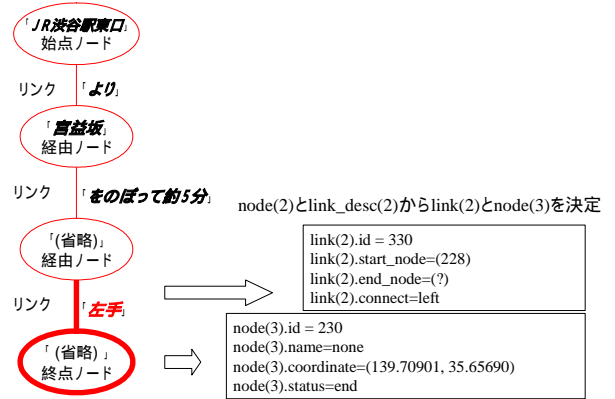 「JR渋谷駅東口」
始点ノード
リンク 「より」
「宮益坂」
経由ノード
リンク 「をのぼって約5分」
node(2)とlink_desc(2)からlink(2)とnode(3)を決定
「(省略)」
経由ノード
link(2).id = 330
link(2).start_node=(228)
link(2).end_node=(?)
link(2).connect=left
リンク 「左手」
「(省略)」
終点ノード
node(3).id = 230
node(3).name=none
node(3).coordinate=(139.70901, 35.65690)
node(3).status=end